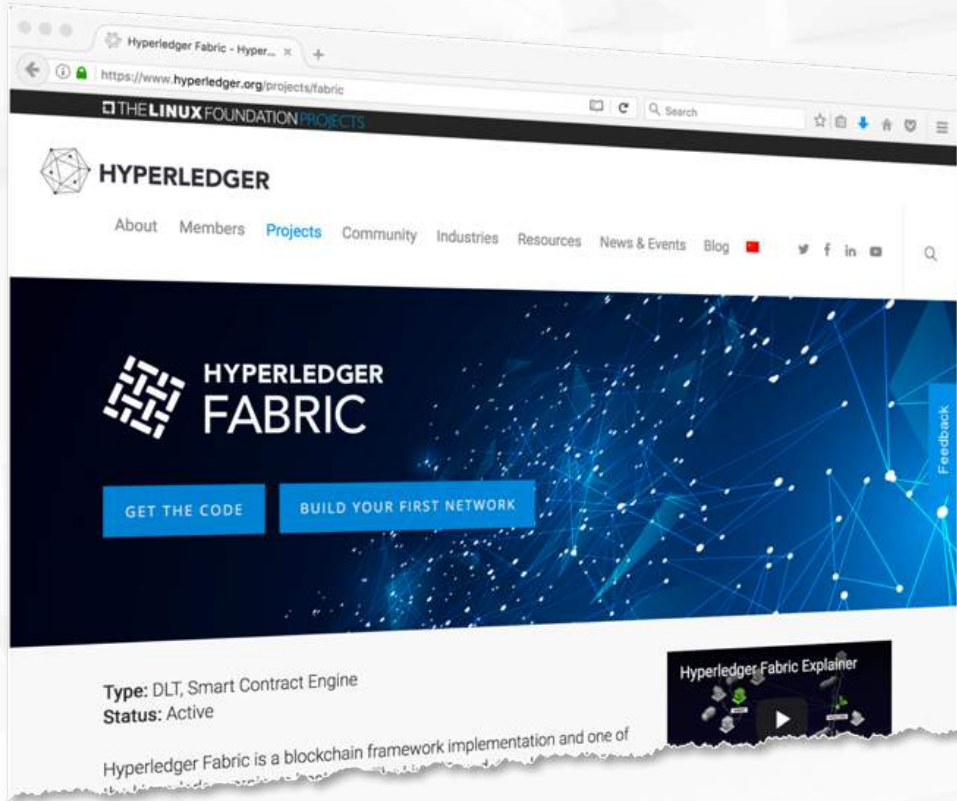 Hyperledger Fabric - Hyper...
https://www.hyperledger.org/projects/fabric
Search
THE LINUX FOUNDATION PROJECTS
HYPERLEDGER
About Members Projects Community Industries Resources News & Events Blog
HYPERLEDGER
FABRIC
Feedback
GET THE CODE BUILD YOUR FIRST NETWORK
Type: DLT, Smart Contract Engine
Status: Active
Hyperledger Fabric Explainer
Hyperledger Fabric is a blockchain framework implementation and one of